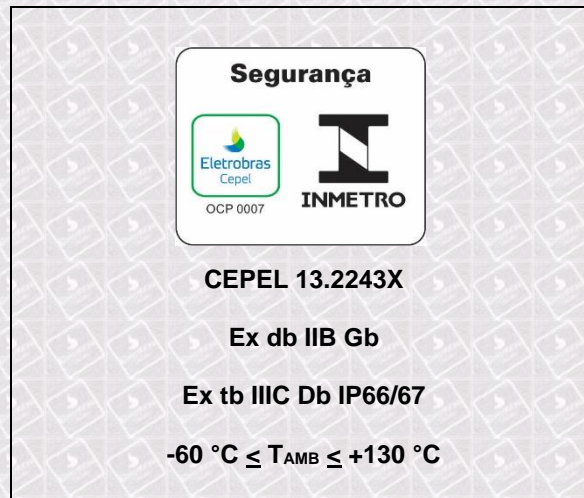 Segurança
Eletrobras
Cepel
OCP 0007
INMETRO
CEPEL 13.2243X
Ex db IIB Gb
Ex tb IIIC Db IP66/67
-60 °C ≤ TAMB ≤ +130 °C